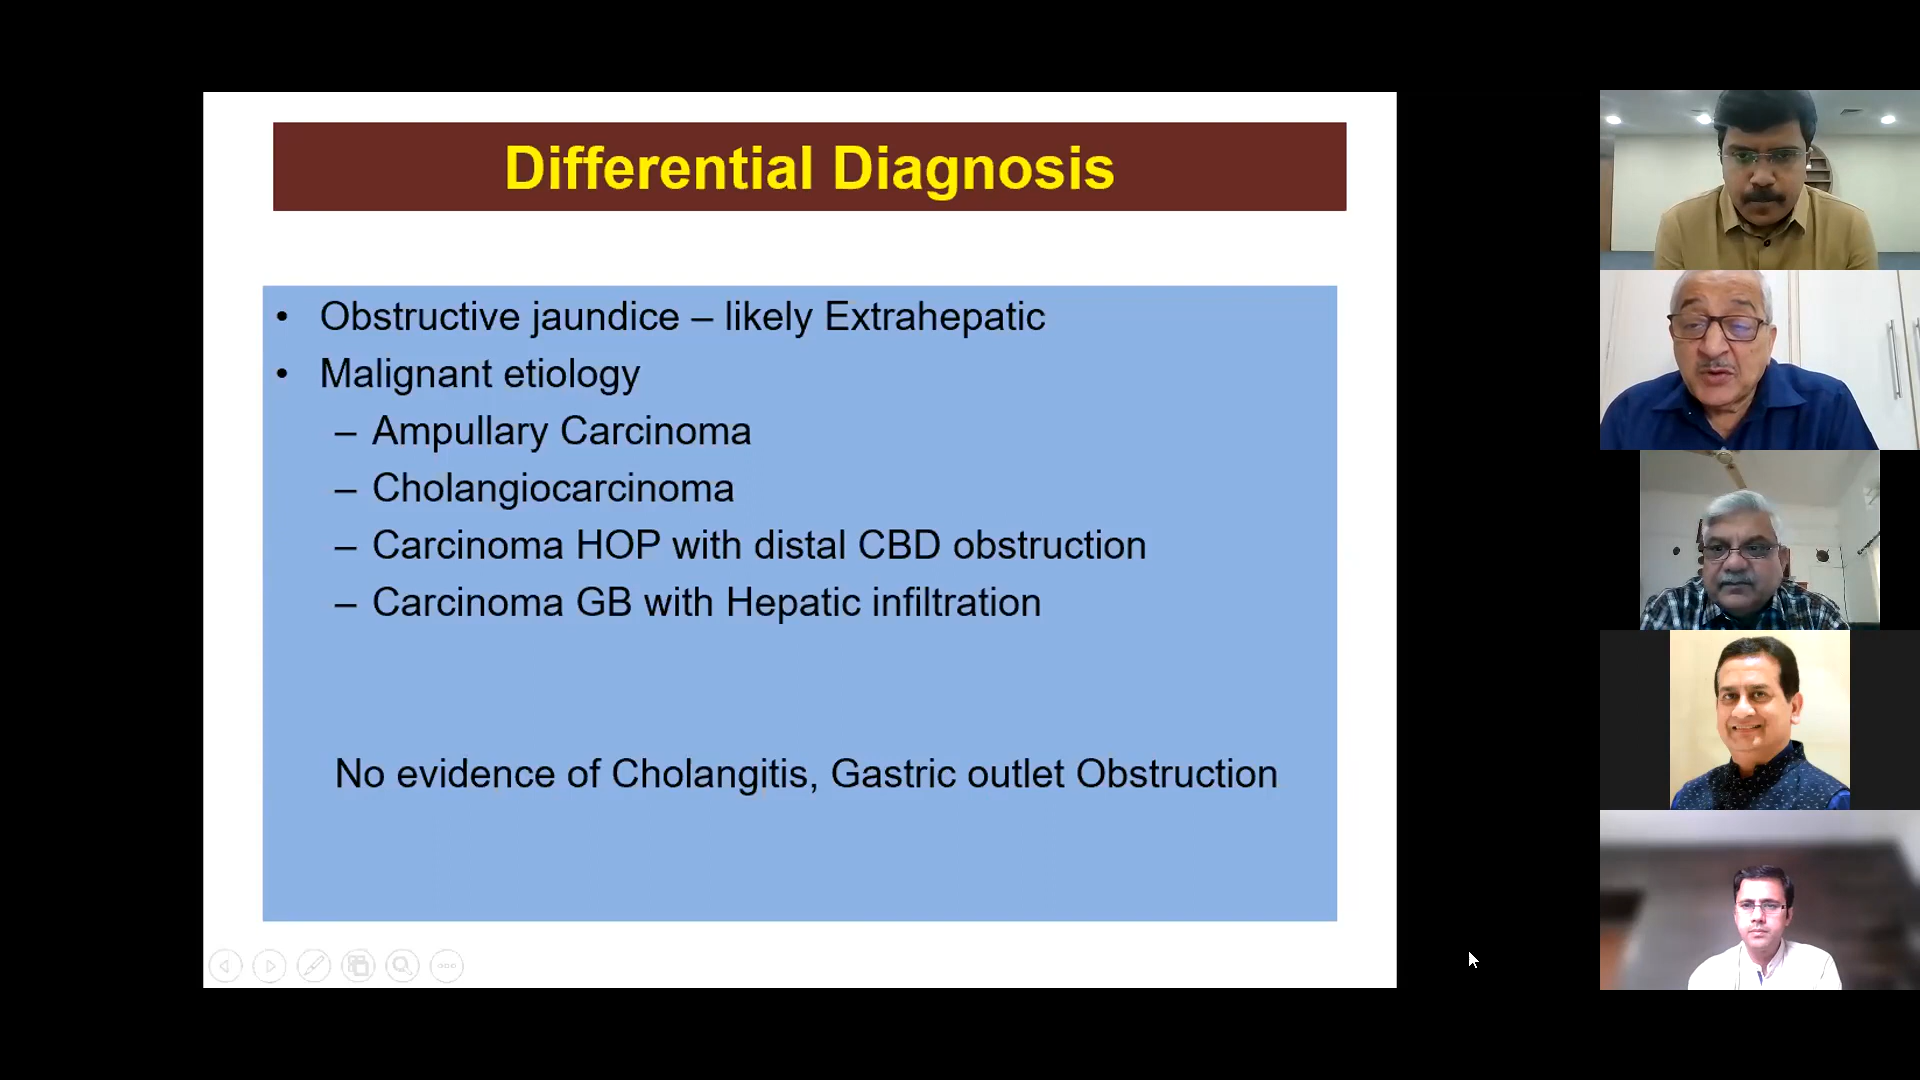 Differential Diagnosis
• Obstructive jaundice – likely Extrahepatic
• Malignant etiology
– Ampullary Carcinoma
– Cholangiocarcinoma
– Carcinoma HOP with distal CBD obstruction
– Carcinoma GB with Hepatic infiltration
No evidence of Cholangitis, Gastric outlet Obstruction